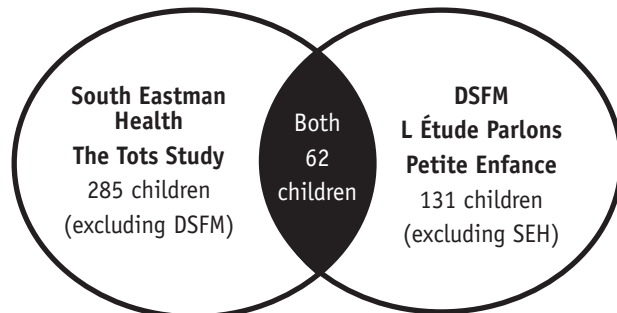 South Eastman
Health
The Tots Study
285 children
(excluding DSFM)
Both
62
children
DSFM
L Étude Parlons
Petite Enfance
131 children
(excluding SEH)